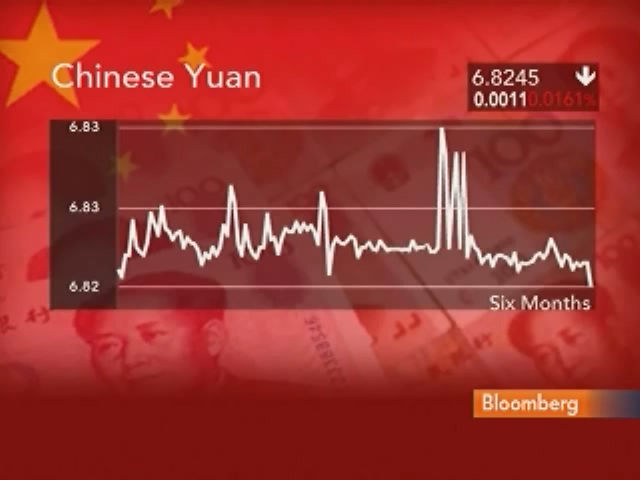 Chinese Yuan
6.8245
0.0011 0.0161%
6.83
6.83
6.82
Six Months
Bloomberg